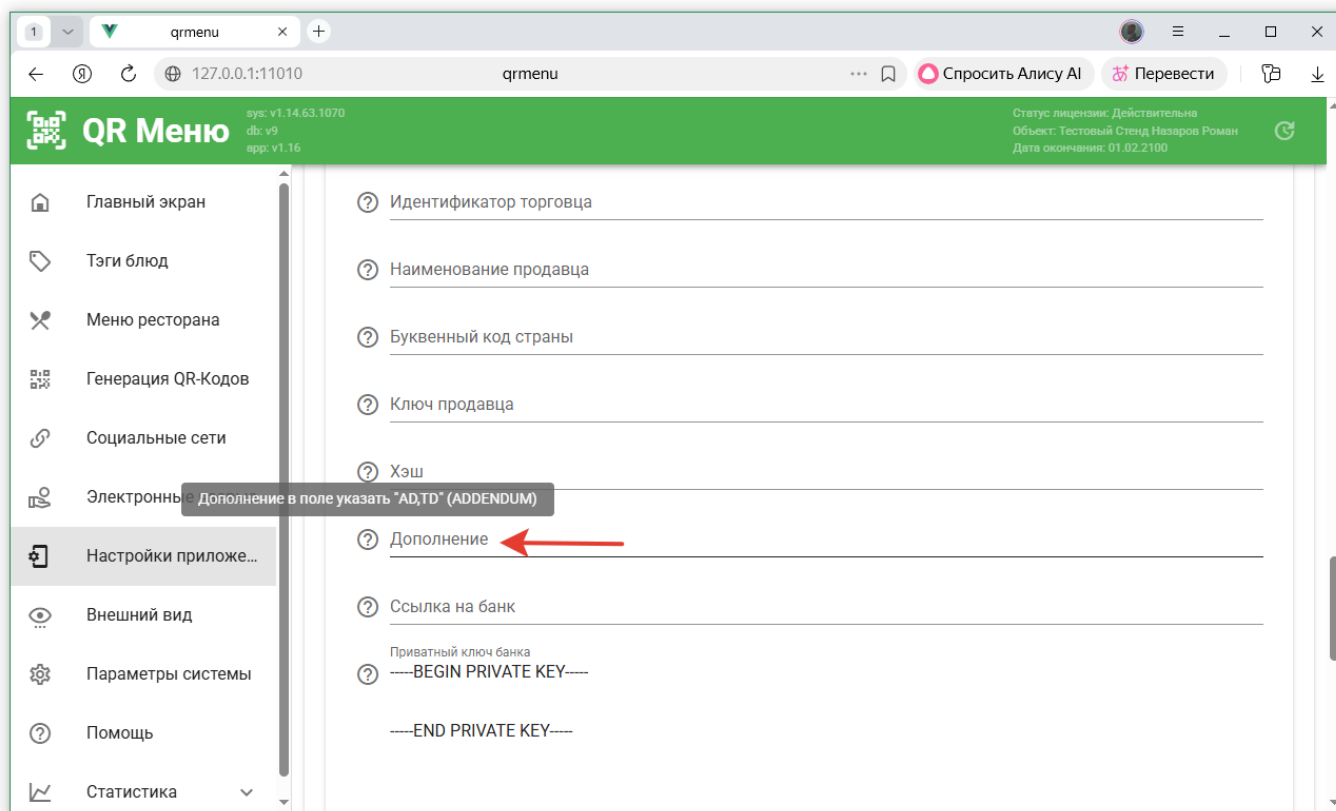 1
qrmenu
127.0.0.1:11010
qrmenu
Спросить Алису AI
Перевести
QR Меню
sys: v1.14.63.1070
db: v9
app: v1.16
Статус лицензии: Действительна
Объект: Тестовый Стенд Назаров Роман
Дата окончания: 01.02.2100
Главный экран
Тэги блюд
Меню ресторана
Генерация QR-Кодов
Социальные сети
Электронные
Настройки приложе...
Внешний вид
Параметры системы
Помощь
Статистика
Идентификатор торговца
Наименование продавца
Буквенный код страны
Ключ продавца
Хэш
Дополнение в поле указать "AD,TD" (ADDENDUM)
Дополнение
Ссылка на банк
Приватный ключ банка
-----BEGIN PRIVATE KEY-----
-----END PRIVATE KEY-----